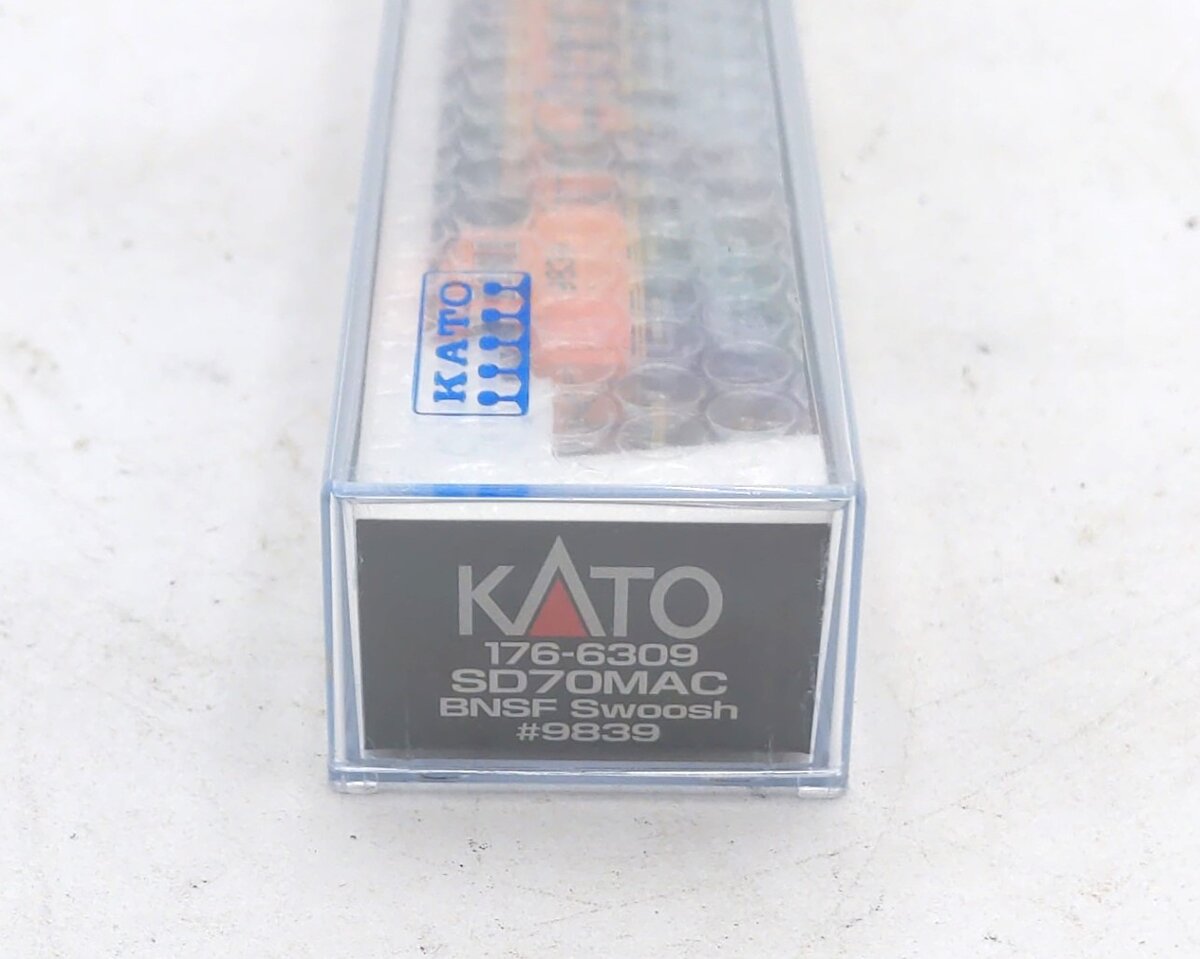 KATO
KATO
176-6309
SD70MAC
BNSF Swoosh
#9839